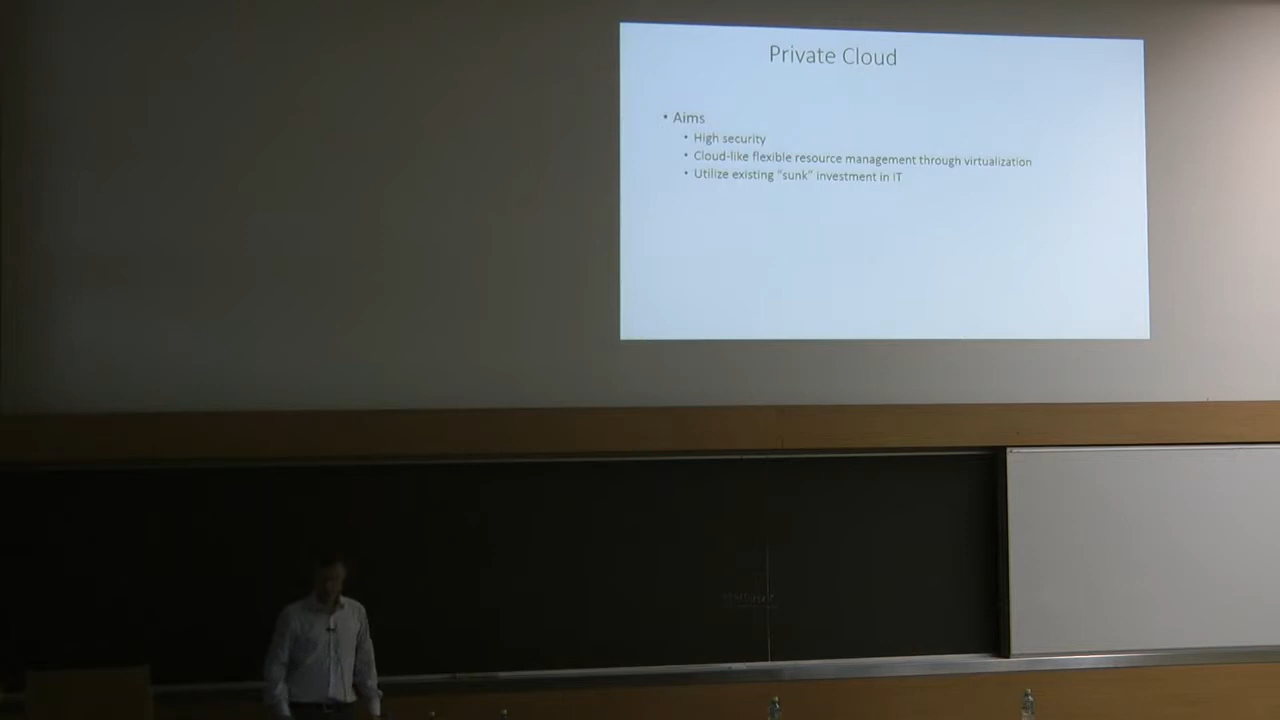 Private Cloud
• Aims
• High security
• Cloud-like flexible resource management through virtualization
• Utilize existing "sunk" investment in IT